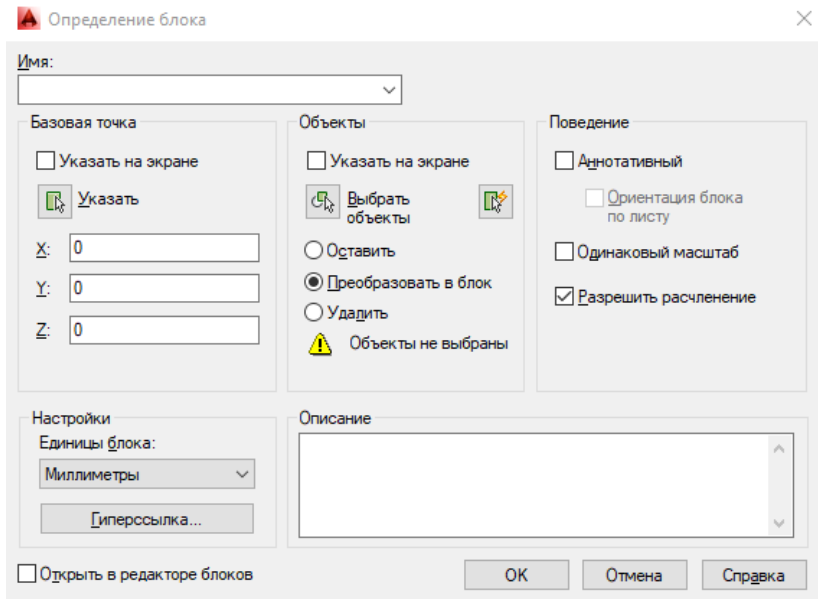 Определение блока
Имя:
Базовая точка
Указать на экране
Указать
X: 0
Y: 0
Z: 0
Объекты
Указать на экране
Выбрать
объекты
Оставить
Преобразовать в блок
Удалить
Объекты не выбраны
Поведение
Аннотативный
Ориентация блока
по листу
Одинаковый масштаб
Разрешить расчленение
Настройки
Единицы блока:
Миллиметры
Гиперссылка...
Описание
Открыть в редакторе блоков
OK
Отмена
Справка